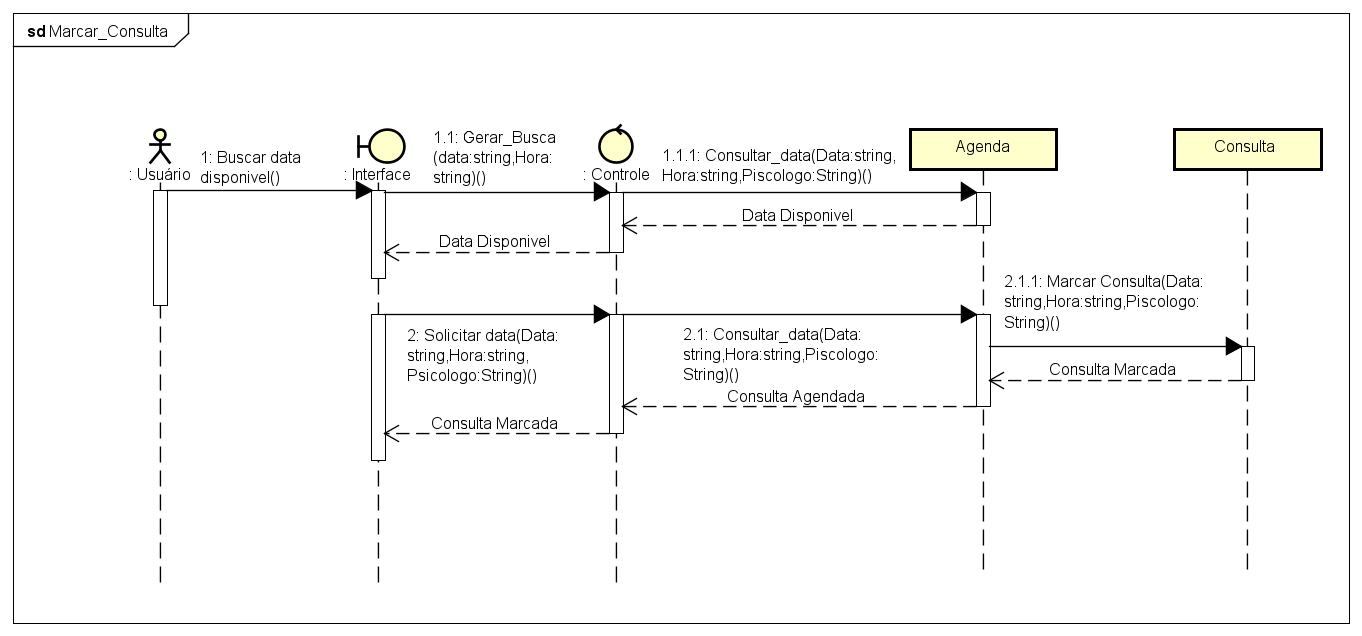 sd Marcar_Consulta
: Usuário
1: Buscar data
disponivel()
: Interface
1.1: Gerar_Busca
(data:string,Hora:
string)()
: Controle
1.1.1: Consultar_data(Data:string,
Hora:string,Piscologo:String)()
Agenda
Consulta
Data Disponivel
Data Disponivel
2.1.1: Marcar Consulta(Data:
string,Hora:string,Piscologo:
String)()
2: Solicitar data(Data:
string,Hora:string,
Psicologo:String)()
2.1: Consultar_data(Data:
string,Hora:string,Piscologo:
String)()
Consulta Marcada
Consulta Agendada
Consulta Marcada